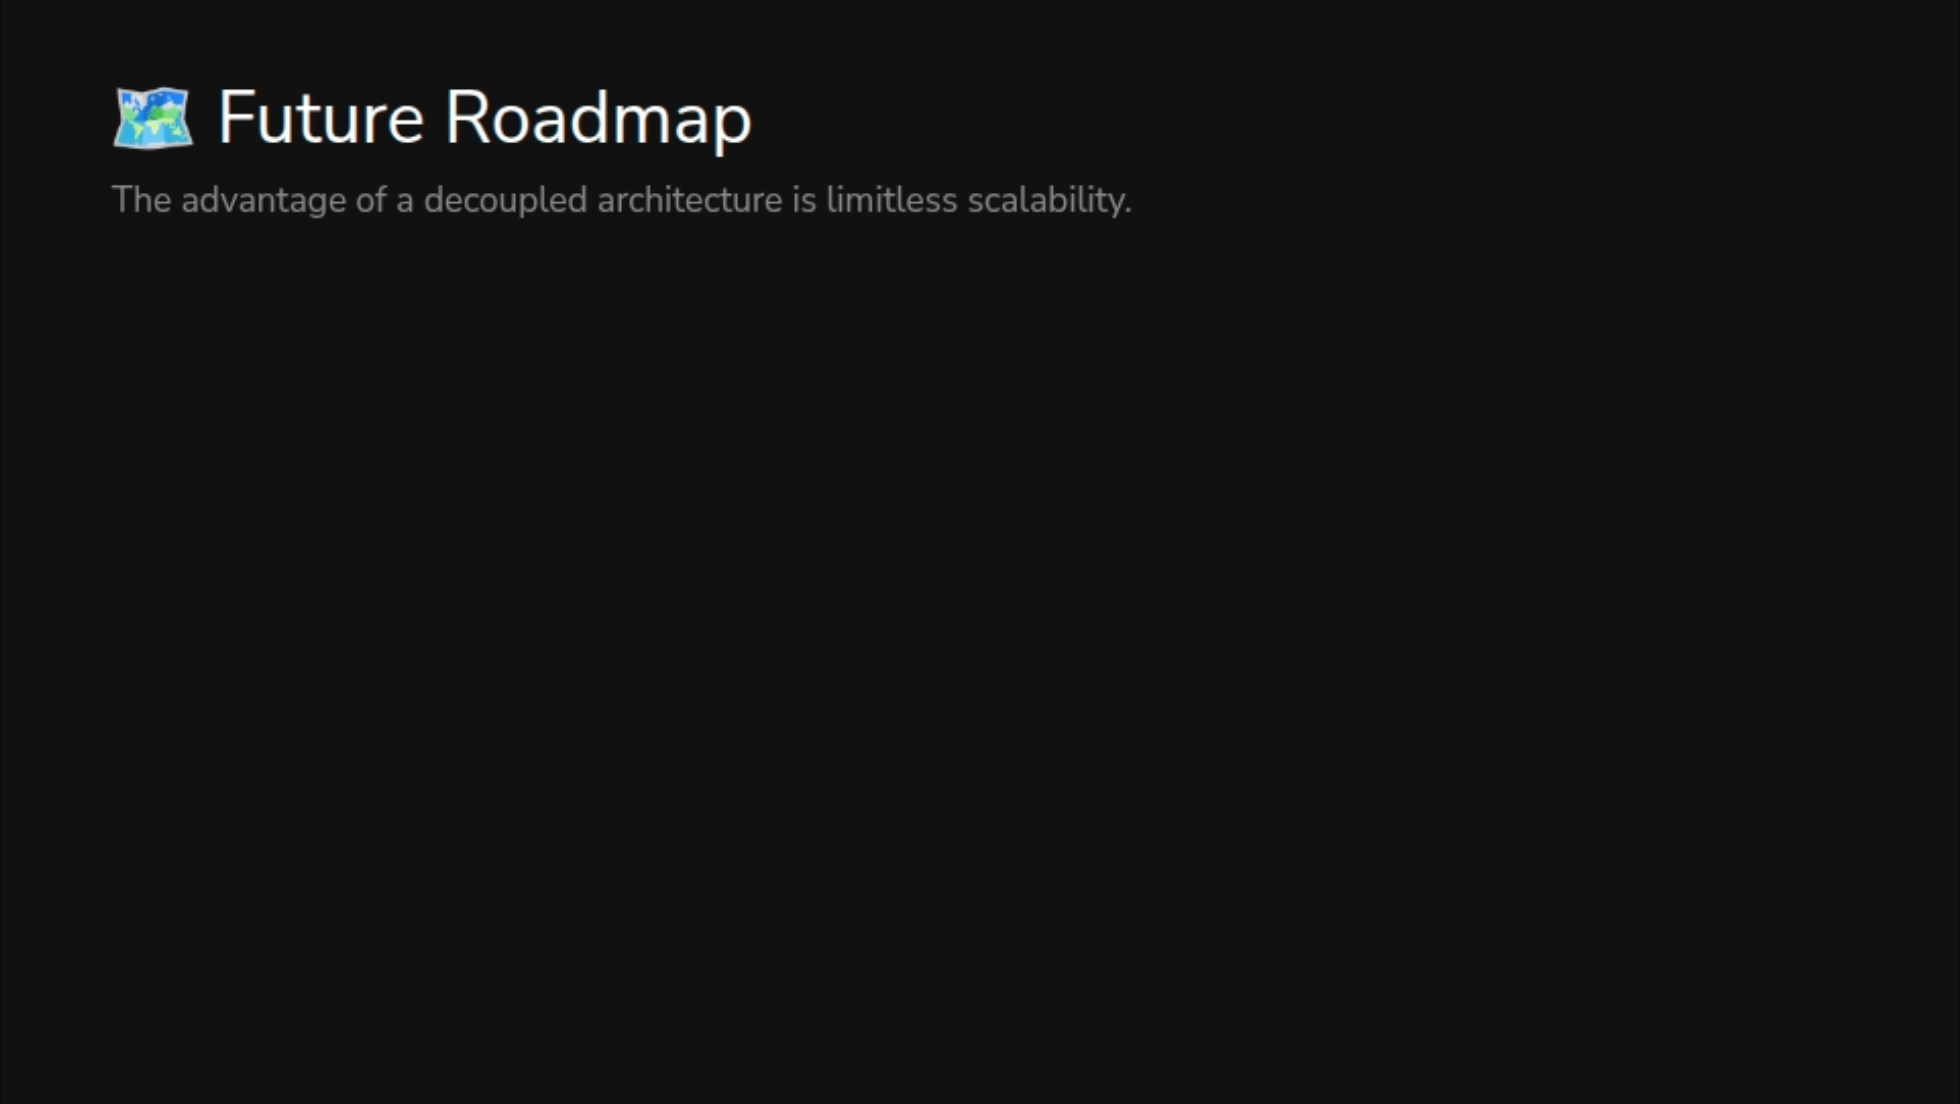 🗺️ Future Roadmap
The advantage of a decoupled architecture is limitless scalability.